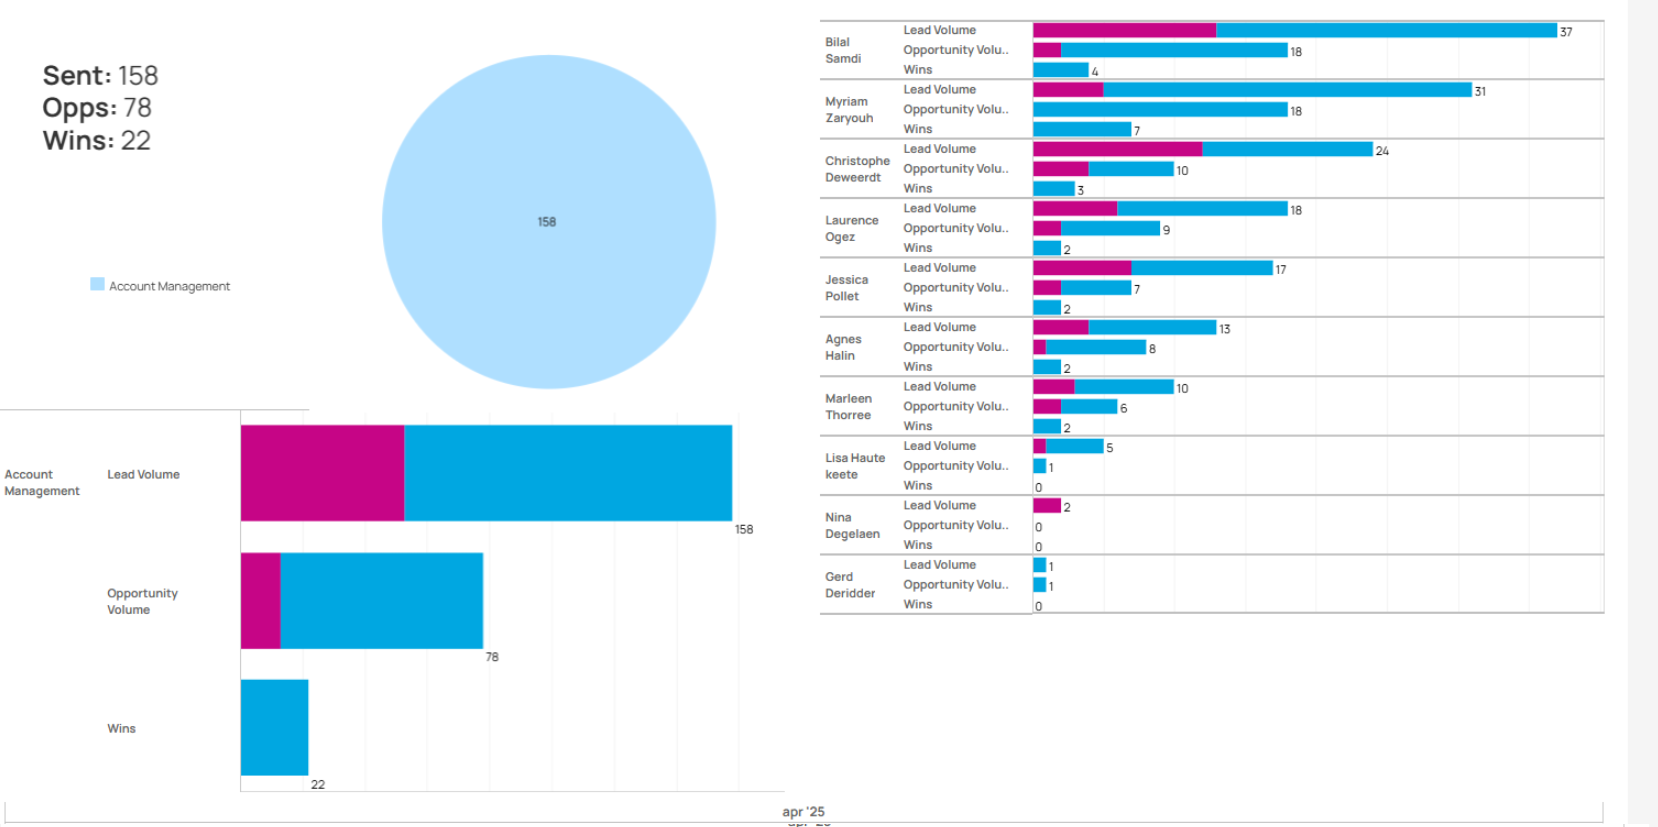 Sent: 158
Opps: 78
Wins: 22
158
Account Management
Account
Management
Lead Volume
158
Opportunity
Volume
78
Wins
22
Bilal
Samdi
Lead Volume
37
Opportunity Volu..
18
Wins
4
Myriam
Zaryouh
Lead Volume
31
Opportunity Volu..
18
Wins
7
Christophe
Deweerdt
Lead Volume
24
Opportunity Volu..
10
Wins
3
Laurence
Ogez
Lead Volume
18
Opportunity Volu..
9
Wins
2
Jessica
Pollet
Lead Volume
17
Opportunity Volu..
7
Wins
2
Agnes
Halin
Lead Volume
13
Opportunity Volu..
8
Wins
2
Marleen
Thorree
Lead Volume
10
Opportunity Volu..
6
Wins
2
Lisa Haute
keete
Lead Volume
5
Opportunity Volu..
1
Wins
0
Nina
Degelaen
Lead Volume
2
Opportunity Volu..
0
Wins
0
Gerd
Deridder
Lead Volume
1
Opportunity Volu..
1
Wins
0
apr '25